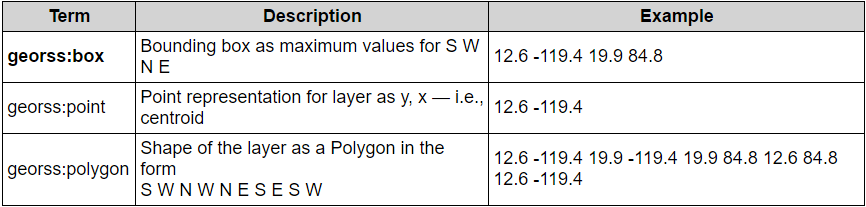 Term Description Example
georss:box Bounding box as maximum values for S W N E 12.6 -119.4 19.9 84.8
georss:point Point representation for layer as y, x — i.e., centroid 12.6 -119.4
georss:polygon Shape of the layer as a Polygon in the form S W N W N E S E S W 12.6 -119.4 19.9 -119.4 19.9 84.8 12.6 84.8 12.6 -119.4